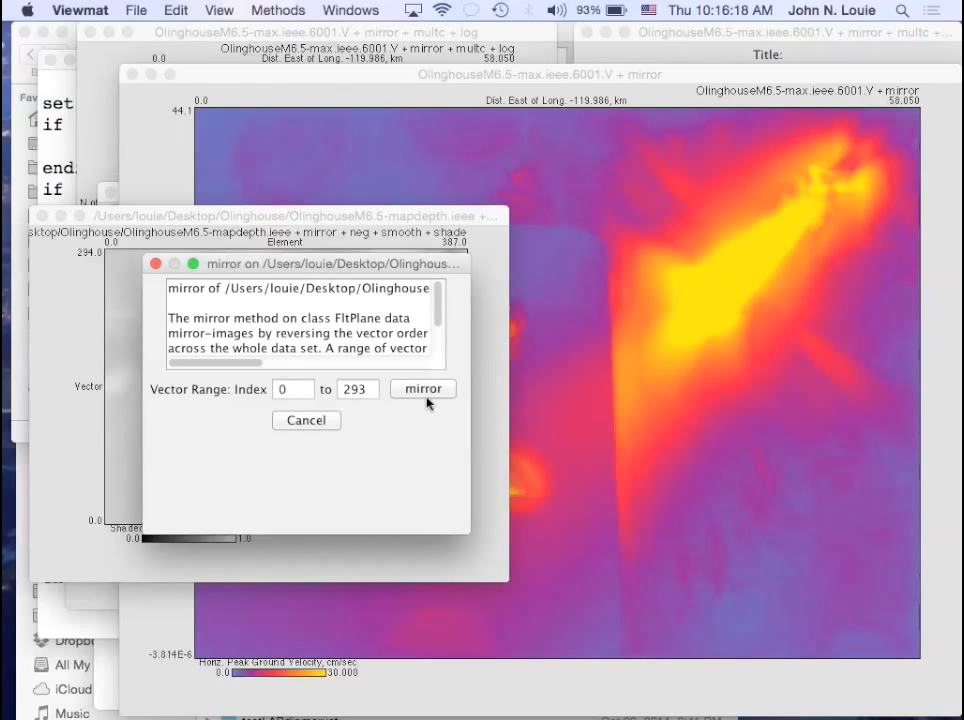 Viewmat File Edit View Methods Windows 93% Thu 10:16:18 AM John N. Louie
OlinghouseM6.5-max.ieee.6001.V + mirror + multc + log
OlinghouseM6.5-max.ieee.6001.V + mirror + multc +...
OlinghouseM6.5-max.ieee.6001.V + mirror + multc + log
0.0 Dist. East of Long. -119.986, km 58.050
Title:
OlinghouseM6.5-max.ieee.6001.V + mirror
OlinghouseM6.5-max.ieee.6001.V + mirror
0.0 Dist. East of Long. -119.986, km 58.050
44.1
Fav
set
if
endi
if
N of
/Users/louie/Desktop/Olinghouse/OlinghouseM6.5-mapdepth.ieee +...
sktop/Olinghouse/OlinghouseM6.5-mapdepth.ieee + mirror + neg + smooth + shade
0.0 Element 387.0
294.0
mirror on /Users/louie/Desktop/Olinghous...
mirror of /Users/louie/Desktop/Olinghouse
The mirror method on class FltPlane data
mirror-images by reversing the vector order
across the whole data set. A range of vector
Vector
Vector Range: Index 0 to 293 mirror
Cancel
0.0
Shaded
0.0 1.0
Dropbo
-3.814E-6
Horiz. Peak Ground Velocity, cm/sec
0.0 30.000
All My
iCloud
Music